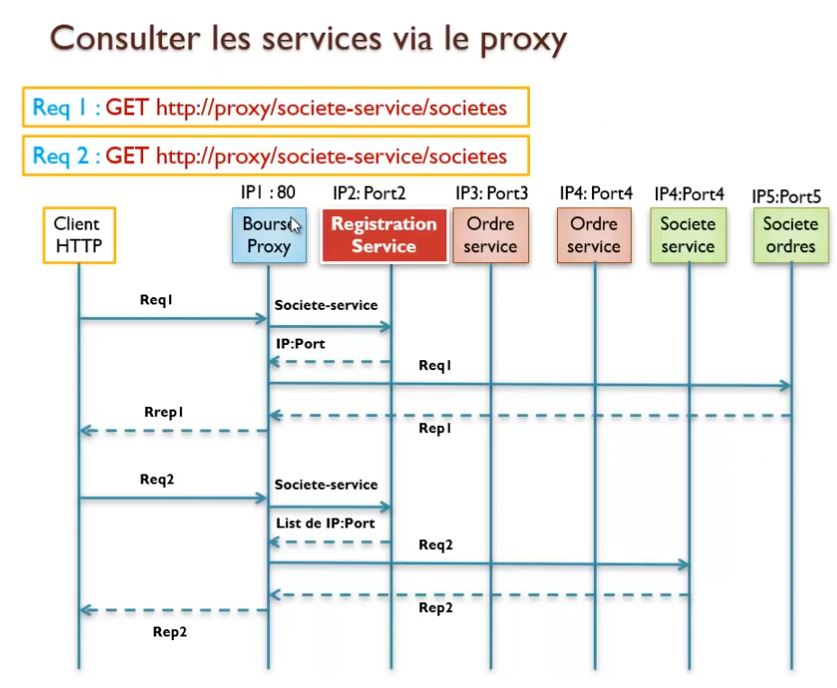 Consulter les services via le proxy
Req 1 : GET http://proxy/societe-service/societes
Req 2 : GET http://proxy/societe-service/societes
IP1 : 80
IP2: Port2
IP3: Port3
IP4: Port4
IP4:Port4
IP5:Port5
Client
HTTP
Bourse
Proxy
Registration
Service
Ordre
service
Ordre
service
Societe
service
Societe
ordres
Req1
Societe-service
IP:Port
Req1
Rrep1
Rep1
Req2
Societe-service
List de IP:Port
Req2
Rep2
Rep2